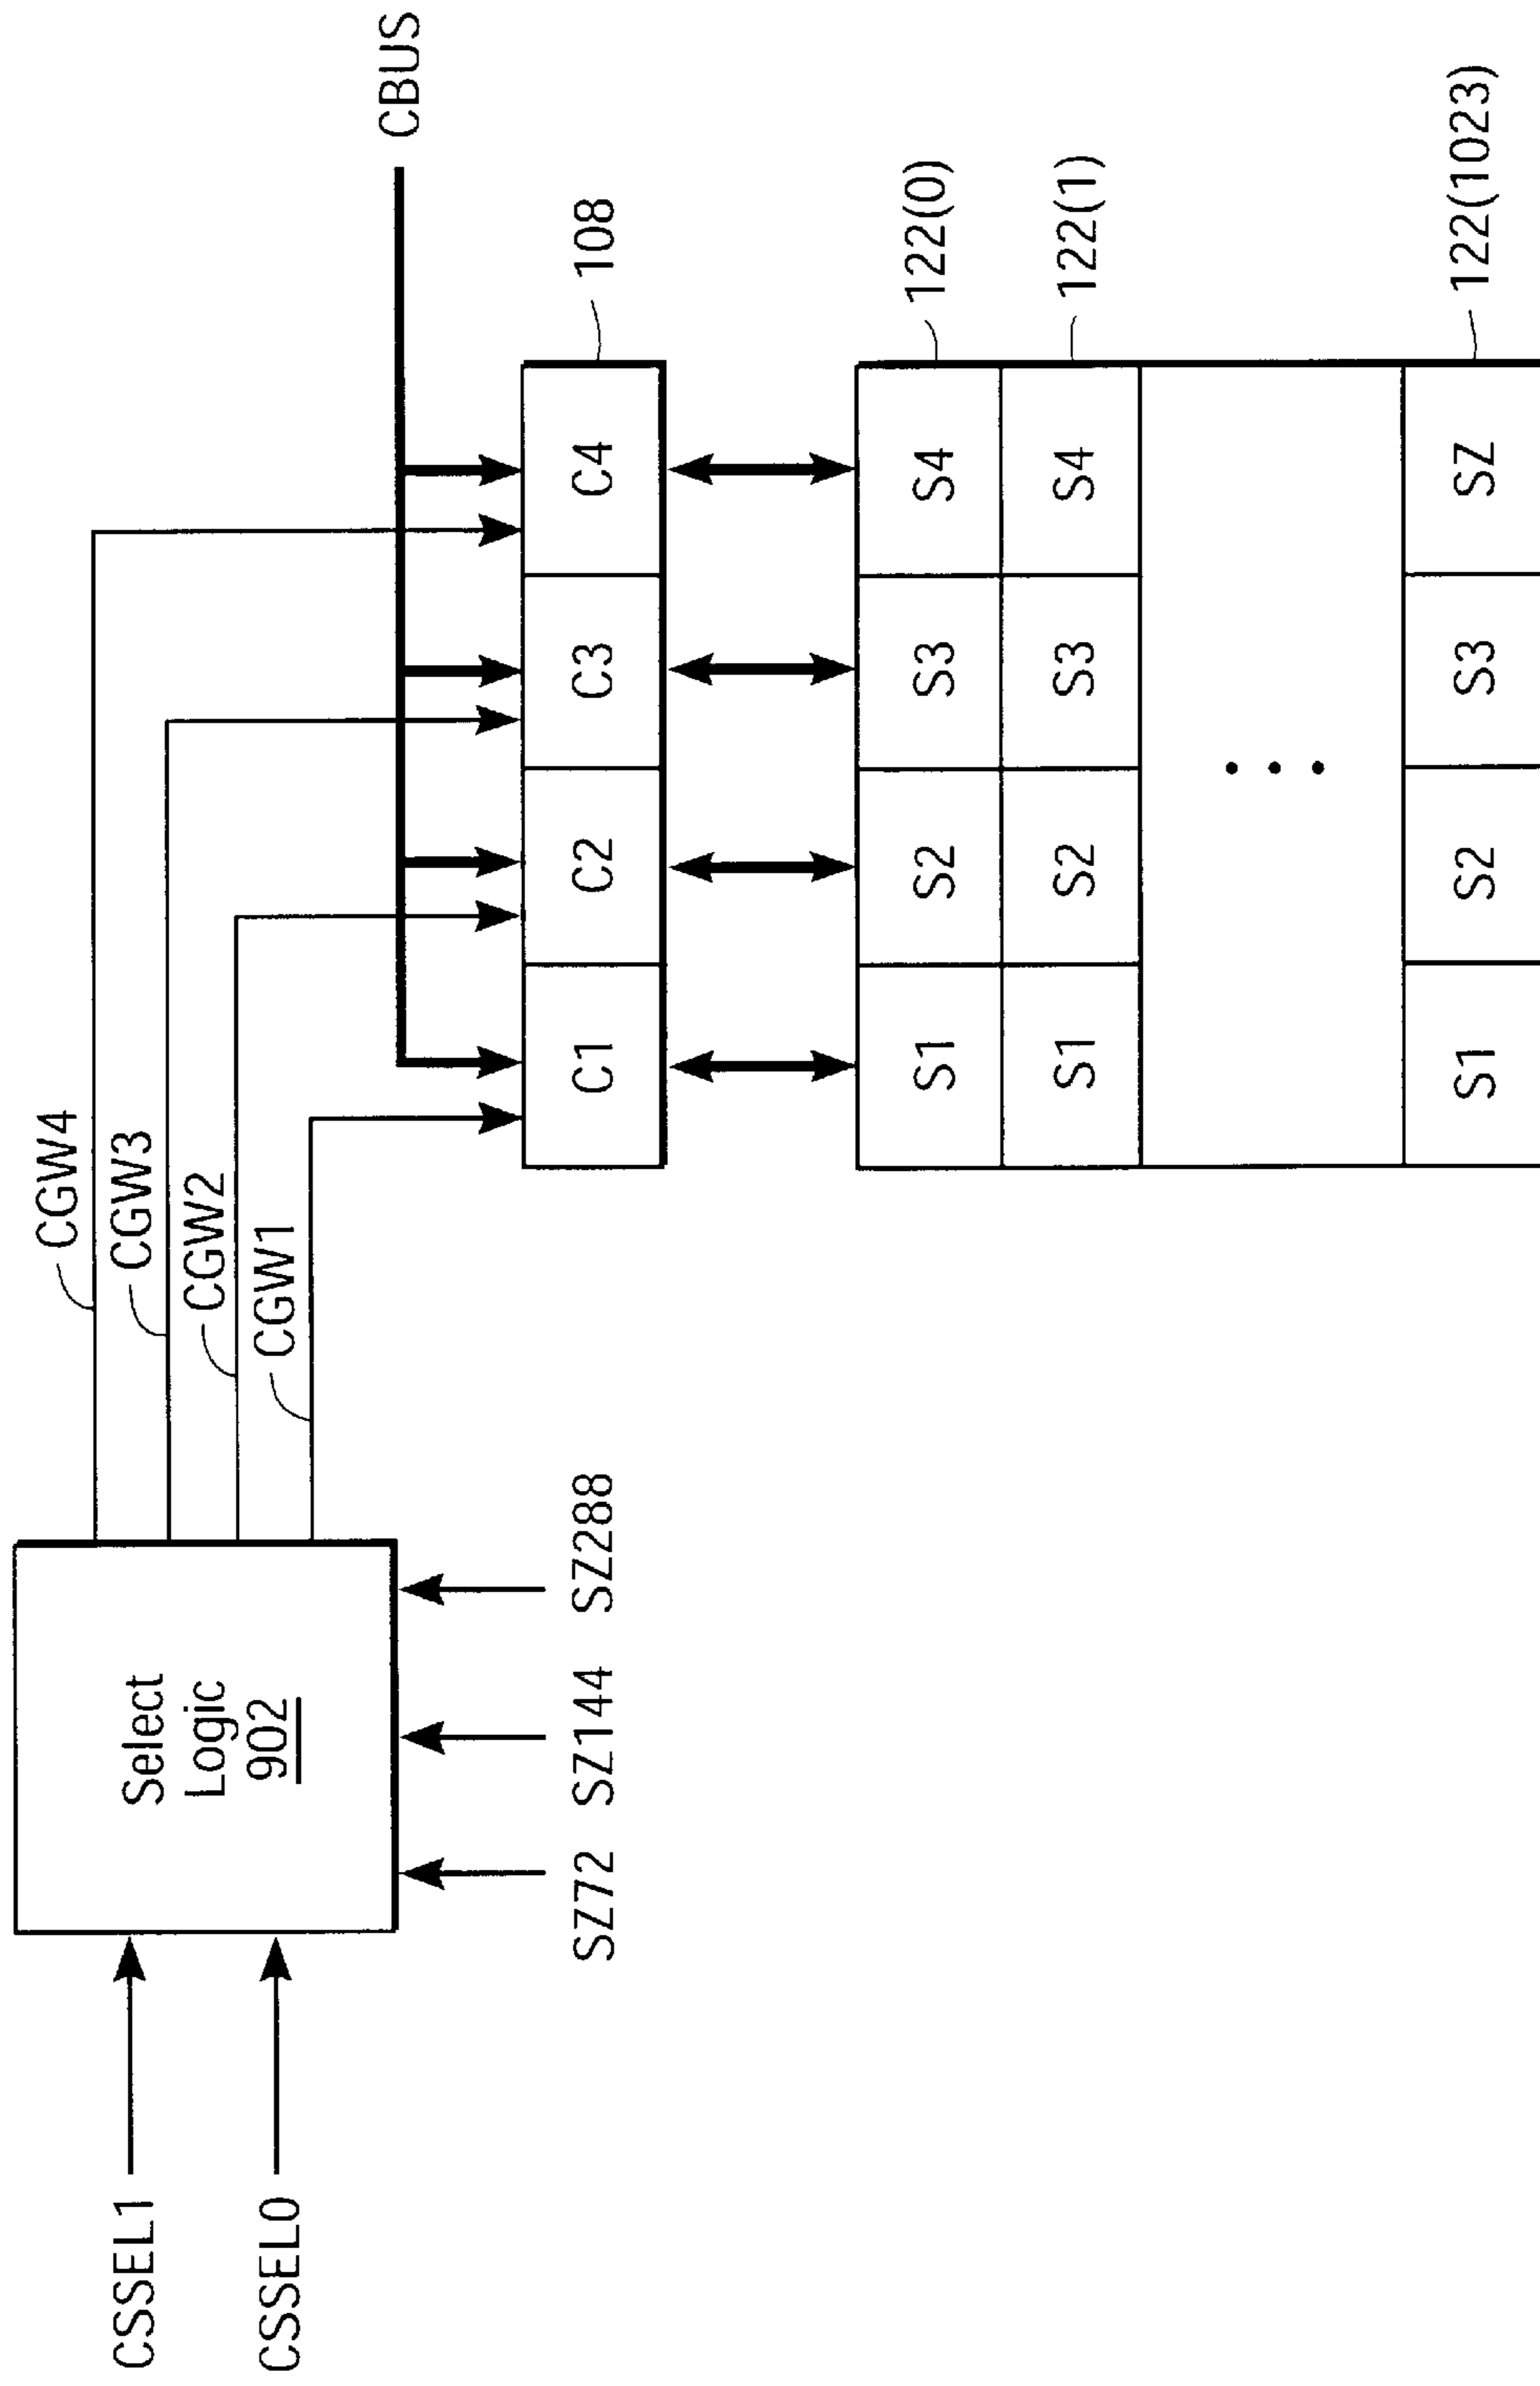 CSSEL1
CSSEL0
Select
Logic
902
SZ72
SZ144
SZ288
CGW4
CGW3
CGW2
CGW1
CBUS
C1 C2 C3 C4
108
S1 S2 S3 S4
122(0)
S1 S2 S3 S4
122(1)
S1 S2 S3 SZ
122(1023)